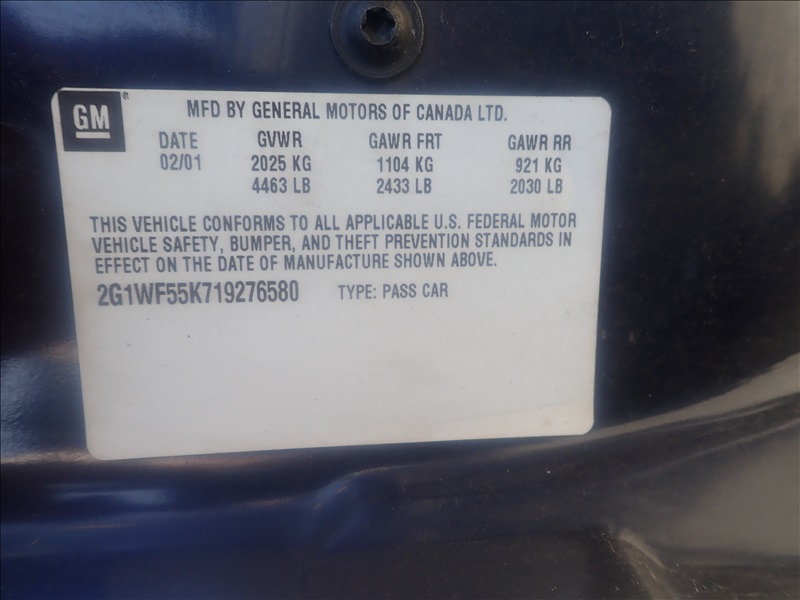 GM ®
MFD BY GENERAL MOTORS OF CANADA LTD.
DATE GVWR GAWR FRT GAWR RR
02/01 2025 KG 1104 KG 921 KG
4463 LB 2433 LB 2030 LB
THIS VEHICLE CONFORMS TO ALL APPLICABLE U.S. FEDERAL MOTOR
VEHICLE SAFETY, BUMPER, AND THEFT PREVENTION STANDARDS IN
EFFECT ON THE DATE OF MANUFACTURE SHOWN ABOVE.
2G1WF55K719276580 TYPE: PASS CAR